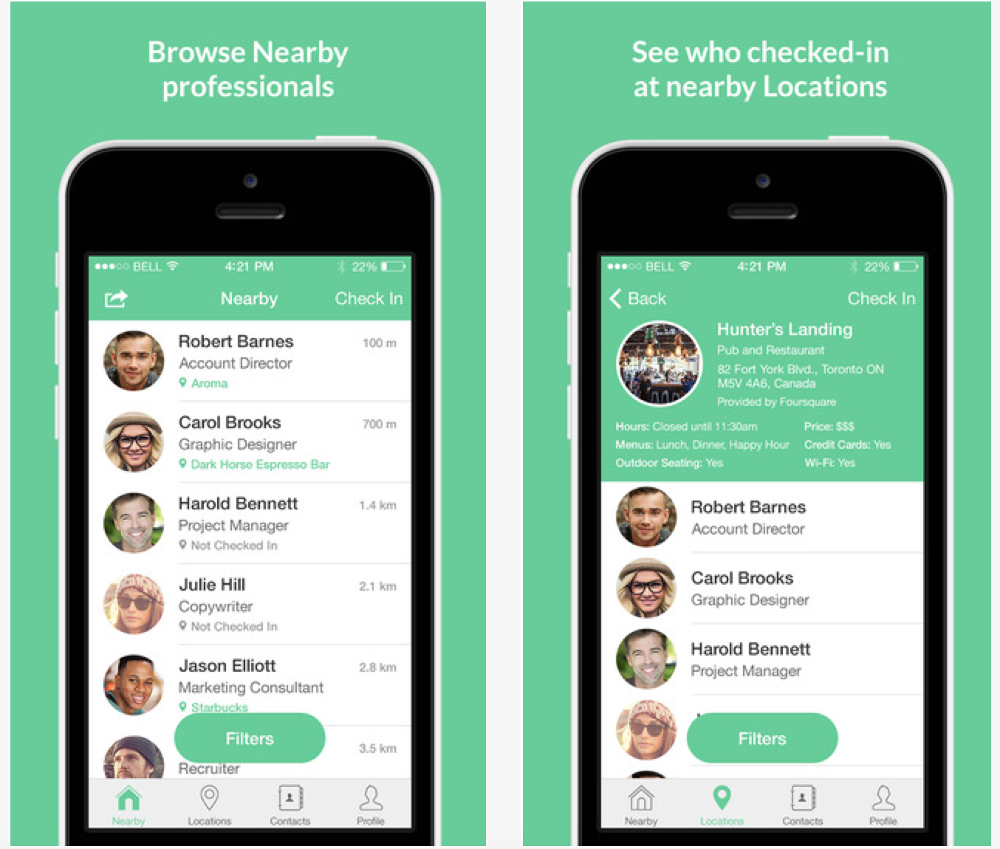 Browse Nearby
professionals
BELL 4:21 PM 22%
Nearby Check In
Robert Barnes 100 m
Account Director
Aroma
Carol Brooks 700 m
Graphic Designer
Dark Horse Espresso Bar
Harold Bennett 1.4 km
Project Manager
Not Checked In
Julie Hill 2.1 km
Copywriter
Not Checked In
Jason Elliott 2.8 km
Marketing Consultant
Starbucks
Filters
3.5 km
Recruiter
Nearby Locations Contacts Profile
See who checked-in
at nearby Locations
BELL 4:21 PM 22%
Back Check In
Hunter's Landing
Pub and Restaurant
82 Fort York Blvd., Toronto ON
M5V 4A6, Canada
Provided by Foursquare
Hours: Closed until 11:30am Price: $$$
Menus: Lunch, Dinner, Happy Hour Credit Cards: Yes
Outdoor Seating: Yes Wi-Fi: Yes
Robert Barnes
Account Director
Carol Brooks
Graphic Designer
Harold Bennett
Project Manager
Filters
Nearby Locations Contacts Profile